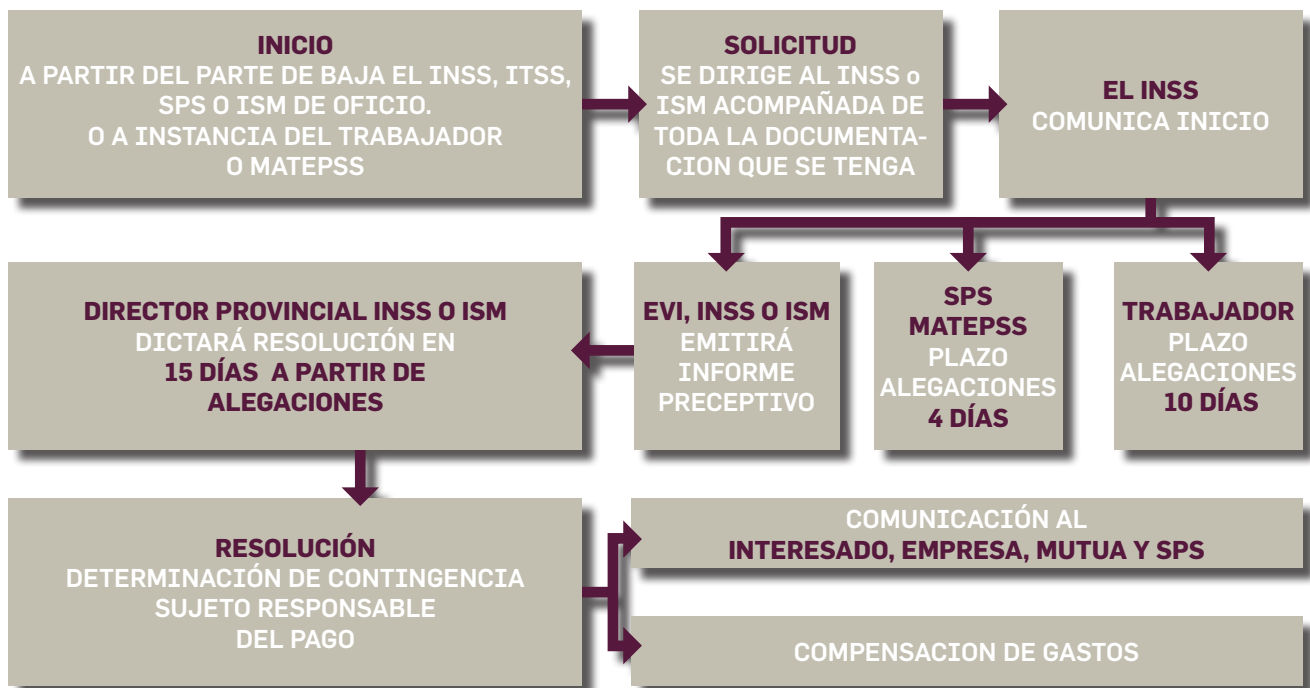 INICIO
A PARTIR DEL PARTE DE BAJA EL INSS, ITSS,
SPS O ISM DE OFICIO.
O A INSTANCIA DEL TRABAJADOR
O MATEPSS
SOLICITUD
SE DIRIGE AL INSS o
ISM ACOMPAÑADA DE
TODA LA DOCUMENTA-
CION QUE SE TENGA
EL INSS
COMUNICA INICIO
DIRECTOR PROVINCIAL INSS O ISM
DICTARÁ RESOLUCIÓN EN
15 DÍAS A PARTIR DE
ALEGACIONES
EVI, INSS O ISM
EMITIRÁ
INFORME
PRECEPTIVO
SPS
MATEPSS
PLAZO
ALEGACIONES
4 DÍAS
TRABAJADOR
PLAZO
ALEGACIONES
10 DÍAS
RESOLUCIÓN
DETERMINACIÓN DE CONTINGENCIA
SUJETO RESPONSABLE
DEL PAGO
COMUNICACIÓN AL
INTERESADO, EMPRESA, MUTUA Y SPS
COMPENSACION DE GASTOS